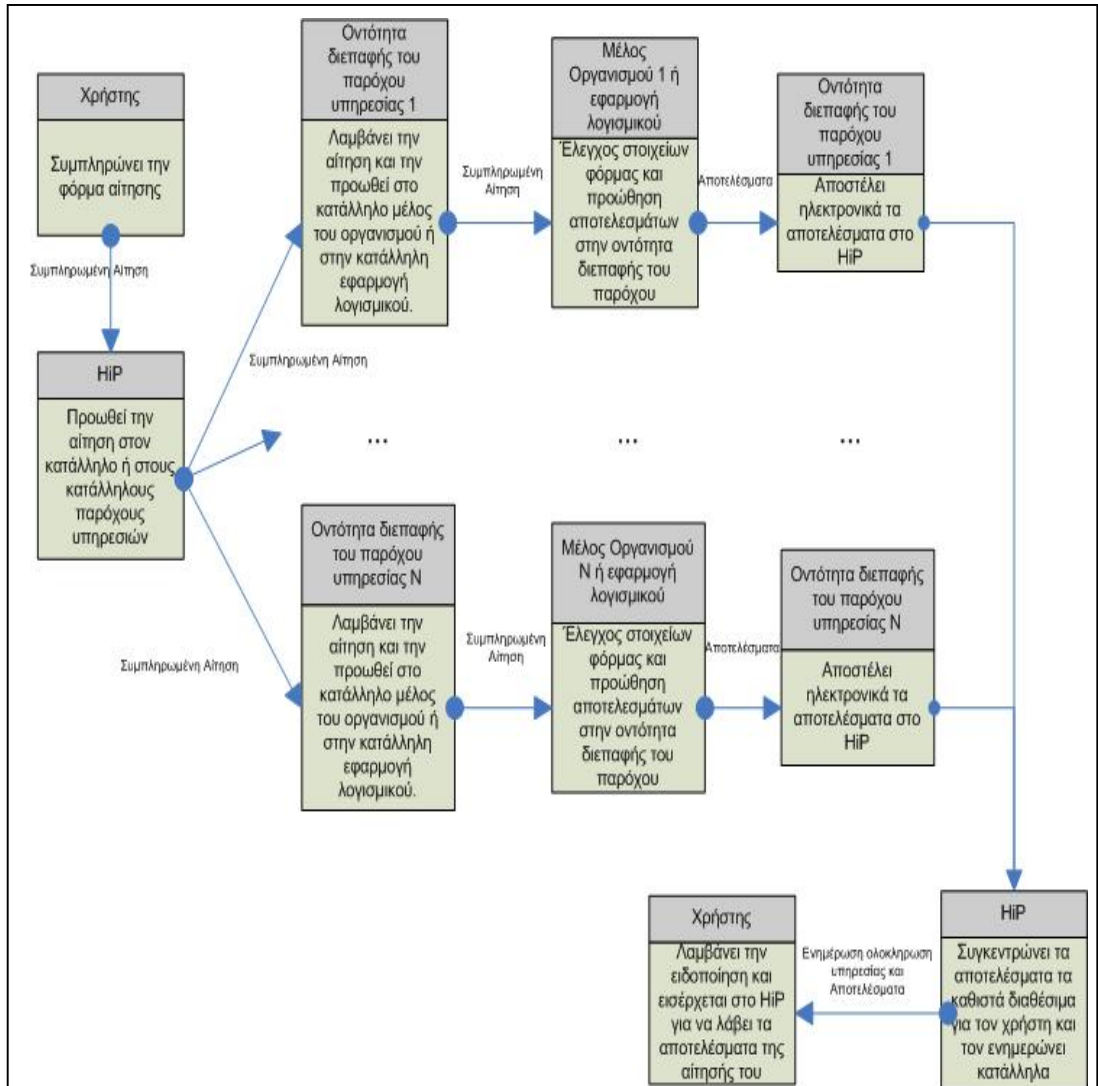 Χρήστης
Συμπληρώνει την
φόρμα αίτησης
Συμπληρωμένη Αίτηση
HiP
Προωθεί την
αίτηση στον
κατάλληλο ή στους
κατάλληλους
παρόχους
υπηρεσιών
Οντότητα
διεπαφής του
παρόχου
υπηρεσίας 1
Λαμβάνει την
αίτηση και την
προωθεί στο
κατάλληλο μέλος
του οργανισμού ή
στην κατάλληλη
εφαρμογή
λογισμικού.
Συμπληρωμένη
Αίτηση
Μέλος
Οργανισμού 1 ή
εφαρμογή
λογισμικού
Έλεγχος στοιχείων
φόρμας και
προώθηση
αποτελεσμάτων
στην οντότητα
διεπαφής του
παρόχου
Αποτελέσματα
Οντότητα
διεπαφής του
παρόχου
υπηρεσίας 1
Αποστέλει
ηλεκτρονικά τα
αποτελέσματα στο
HiP
Συμπληρωμένη Αίτηση
... ... ...
Συμπληρωμένη Αίτηση
Οντότητα διεπαφής
του παρόχου
υπηρεσίας Ν
Λαμβάνει την
αίτηση και την
προωθεί στο
κατάλληλο μέλος
του οργανισμού ή
στην κατάλληλη
εφαρμογή
λογισμικού.
Συμπληρωμένη
Αίτηση
Μέλος Οργανισμού
Ν ή εφαρμογή
λογισμικού
Έλεγχος στοιχείων
φόρμας και
προώθηση
αποτελεσμάτων
στην οντότητα
διεπαφής του
παρόχου
Αποτελέσματα
Οντότητα διεπαφής
του παρόχου
υπηρεσίας Ν
Αποστέλει
ηλεκτρονικά τα
αποτελέσματα στο
HiP
HiP
Συγκεντρώνει τα
αποτελέσματα τα
καθιστά διαθέσιμα
για τον χρήστη και
τον ενημερώνει
κατάλληλα
Ενημέρωση ολοκληρωση
υπηρεσίας και
Αποτελέσματα
Χρήστης
Λαμβάνει την
ειδοποίηση και
εισέρχεται στο HiP
για να λάβει τα
αποτελέσματα της
αίτησής του